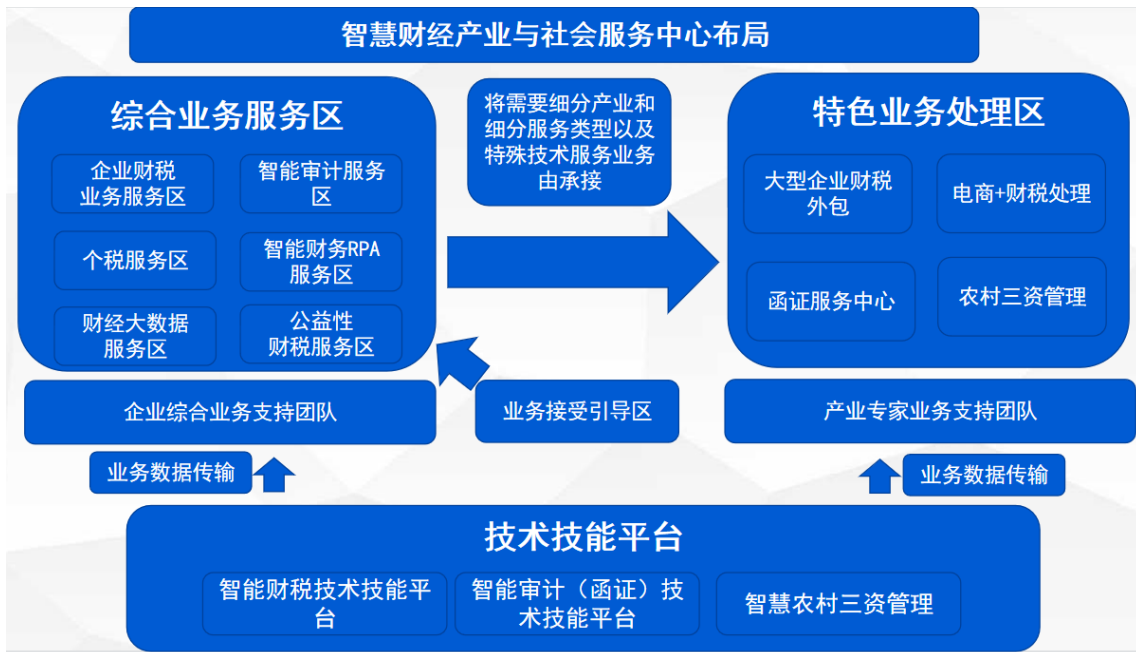 智慧财经产业与社会服务中心布局
综合业务服务区
企业财税
业务服务区
智能审计服务
区
个税服务区
智能财务RPA
服务区
财经大数据
服务区
公益性
财税服务区
企业综合业务支持团队
将需要细分产业和
细分服务类型以及
特殊技术服务业务
由承接
业务接受引导区
特色业务处理区
大型企业财税
外包
电商+财税处理
函证服务中心
农村三资管理
产业专家业务支持团队
业务数据传输
业务数据传输
技术技能平台
智能财税技术技能平
台
智能审计（函证）技
术技能平台
智慧农村三资管理